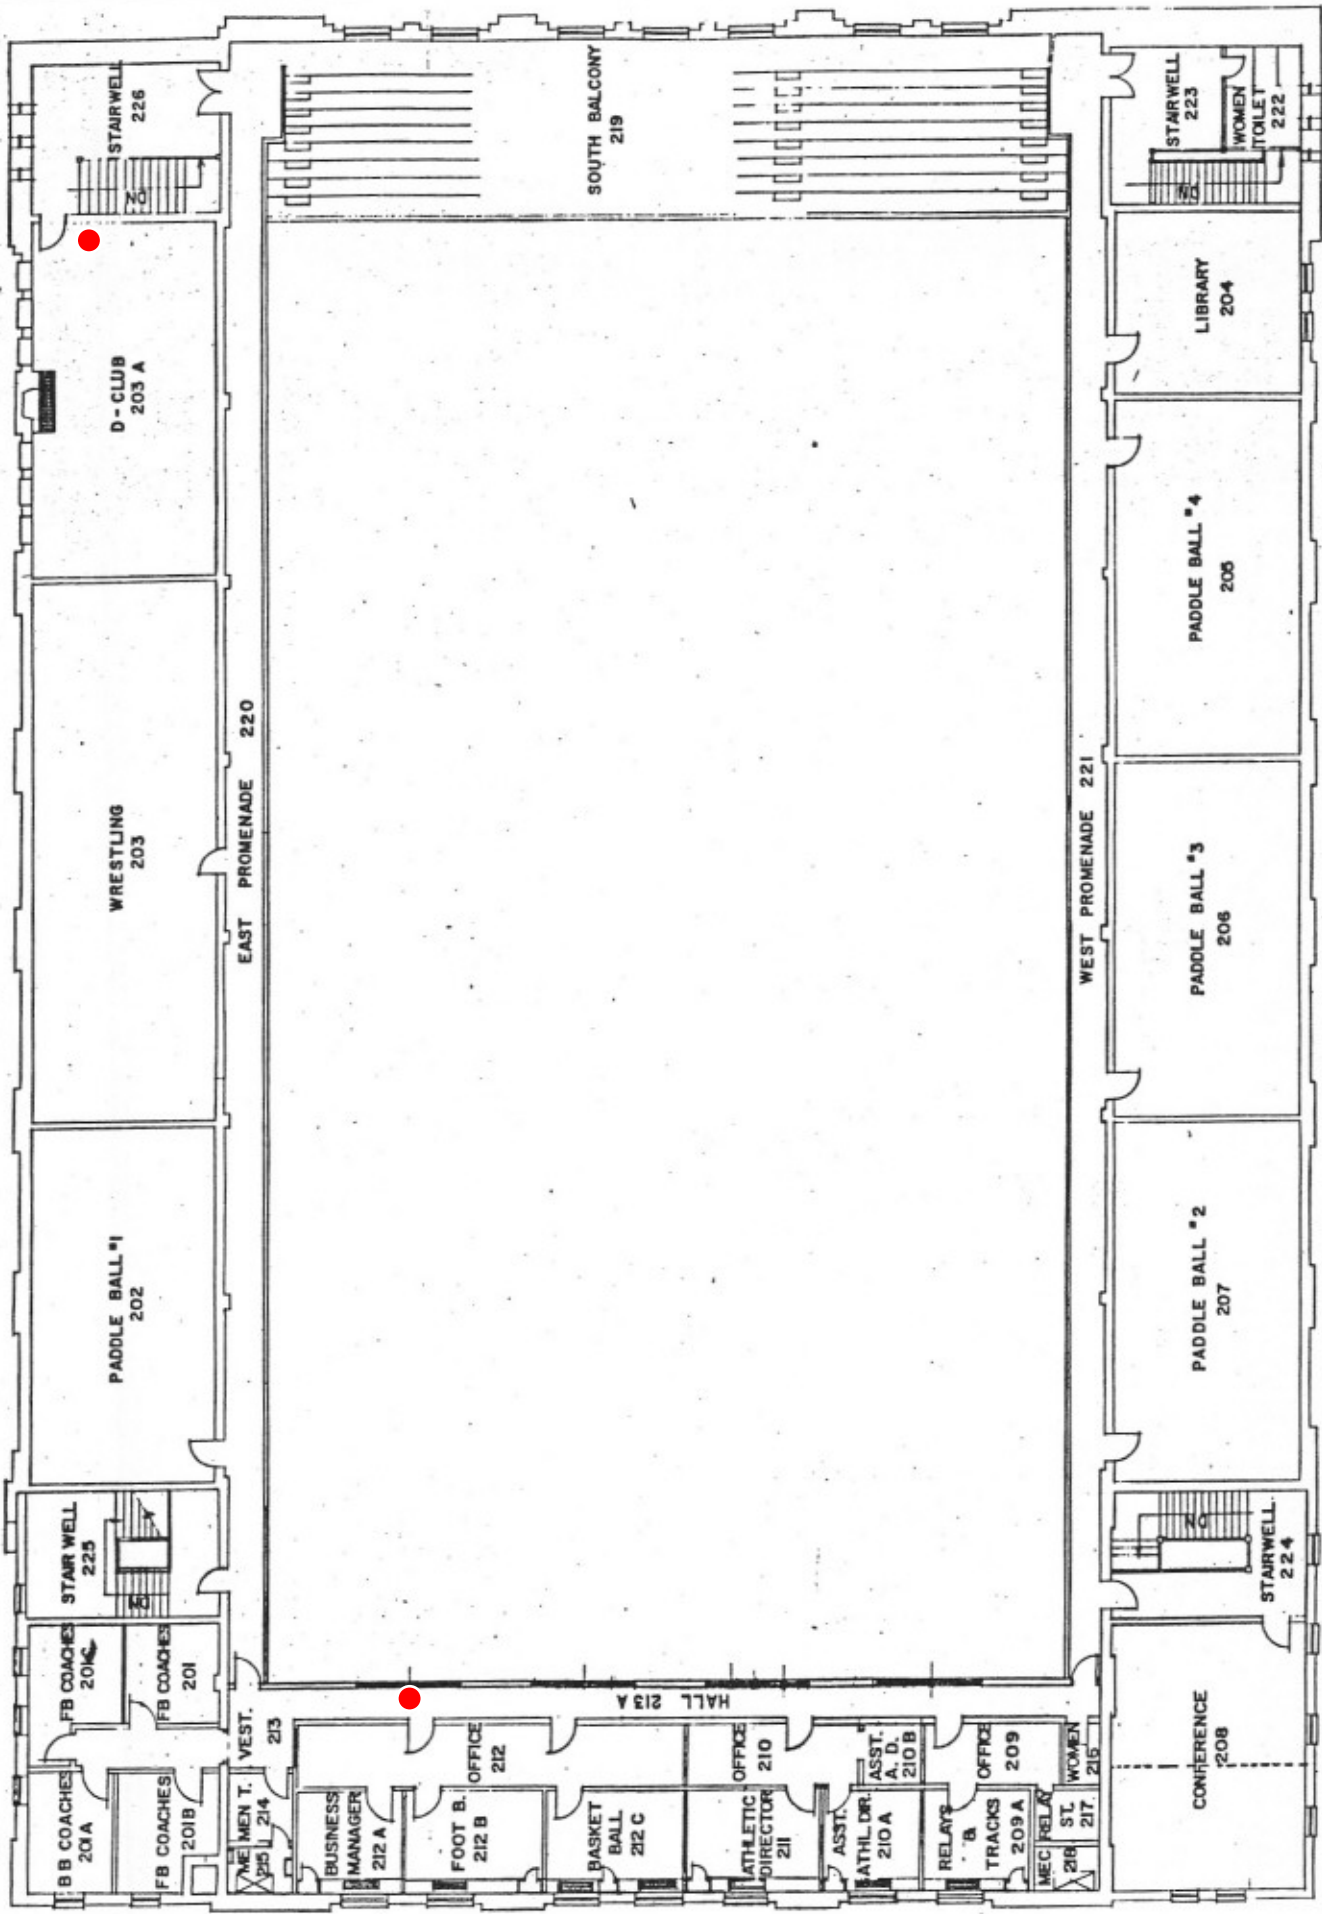 STAIRWELL
226
DN
D-CLUB
203 A
WRESTLING
203
PADDLE BALL #1
202
STAIR WELL
225
DN
FB COACHES
201C
FB COACHES
201
BB COACHES
201A
FB COACHES
201B
EAST PROMENADE 220
SOUTH BALCONY
219
WEST PROMENADE 221
STAIRWELL
223
DN
WOMEN
TOILET
222
LIBRARY
204
PADDLE BALL #4
205
PADDLE BALL #3
206
PADDLE BALL #2
207
DN
STAIRWELL
224
CONFERENCE
208
HALL 213A
VEST.
213
MEN T.
214
MEC
215
OFFICE
212
BUSINESS
MANAGER
212 A
FOOT B.
212 B
BASKET
BALL
212 C
OFFICE
210
ATHLETIC
DIRECTOR
211
ASST.
A. D.
210 B
ASST.
ATHL.DIR.
210 A
OFFICE
209
RELAYS
&
TRACKS
209 A
WOMEN
216
RELAY
ST.
217
MEC
218